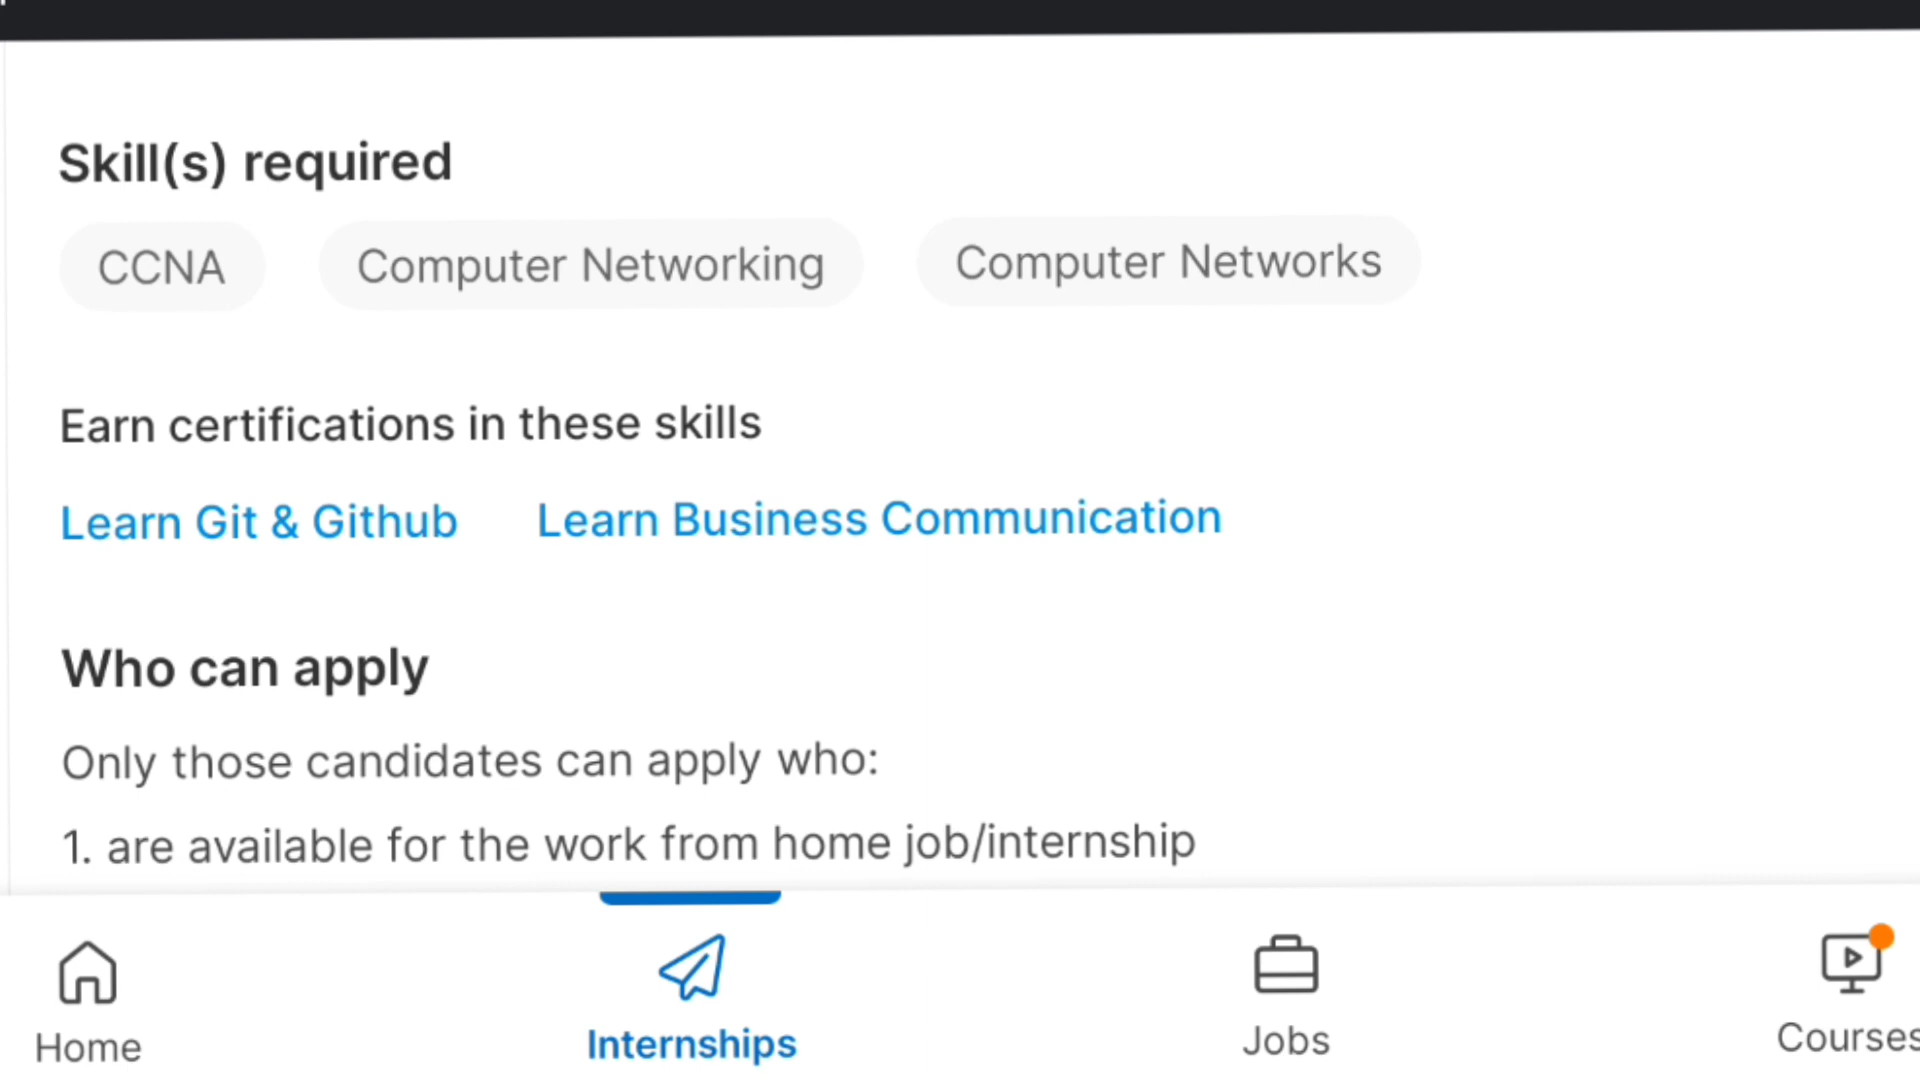 Skill(s) required
CCNA Computer Networking Computer Networks
Earn certifications in these skills
Learn Git & Github Learn Business Communication
Who can apply
Only those candidates can apply who:
1. are available for the work from home job/internship
Home Internships Jobs Courses